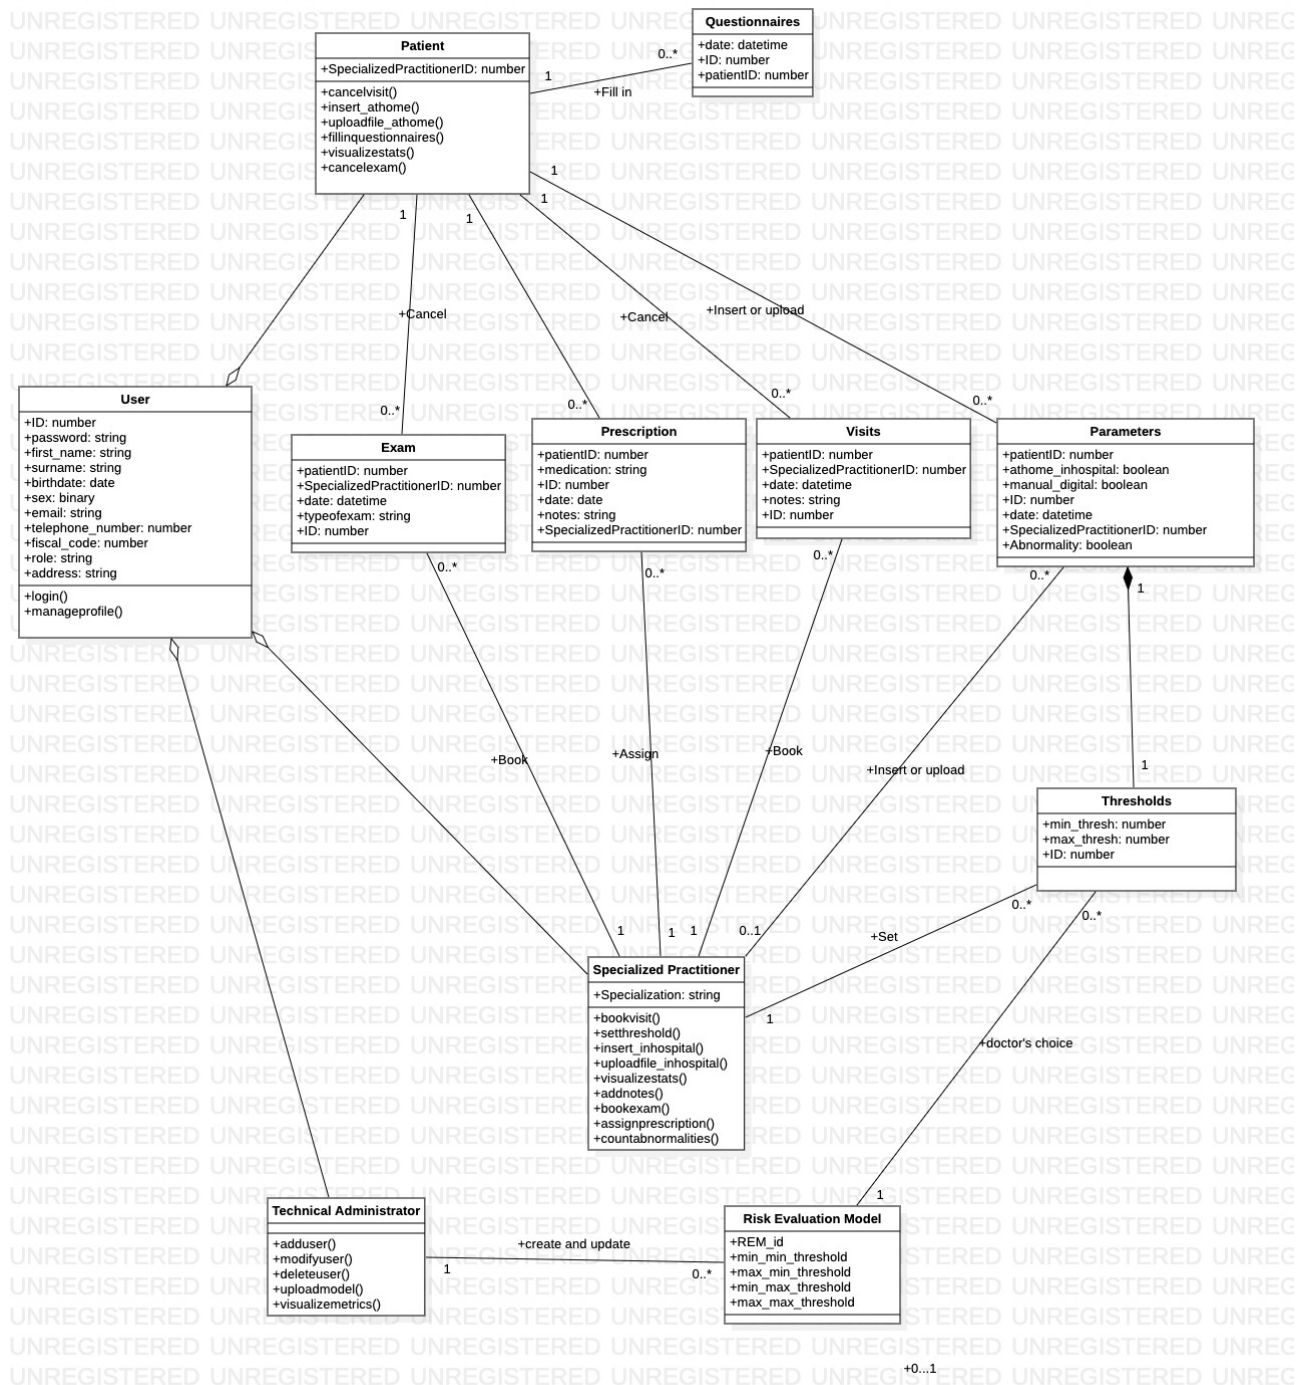 Questionnaires
+date: datetime
+ID: number
+patientID: number
Patient
+SpecializedPractitionerID: number
+cancelvisit()
+insert_athome()
+uploadfile_athome()
+fillinquestionnaires()
+visualizestats()
+cancelexam()
1
0..*
+Fill in
1
1
1
1
+Cancel
+Cancel
+Insert or upload
0..*
0..*
0..*
0..*
User
+ID: number
+password: string
+first_name: string
+surname: string
+birthdate: date
+sex: binary
+email: string
+telephone_number: number
+fiscal_code: number
+role: string
+address: string
+login()
+manageprofile()
Exam
+patientID: number
+SpecializedPractitionerID: number
+date: datetime
+typeofexam: string
+ID: number
Prescription
+patientID: number
+medication: string
+ID: number
+date: date
+notes: string
+SpecializedPractitionerID: number
Visits
+patientID: number
+SpecializedPractitionerID: number
+date: datetime
+notes: string
+ID: number
Parameters
+patientID: number
+athome_inhospital: boolean
+manual_digital: boolean
+ID: number
+date: datetime
+SpecializedPractitionerID: number
+Abnormality: boolean
0..*
0..*
0..*
0..*
1
+Book
+Assign
+Book
+Insert or upload
1
Thresholds
+min_thresh: number
+max_thresh: number
+ID: number
1
1
1
0..1
0..*
0..*
+Set
1
Specialized Practitioner
+Specialization: string
+bookvisit()
+setthreshold()
+insert_inhospital()
+uploadfile_inhospital()
+visualizestats()
+addnotes()
+bookexam()
+assignprescription()
+countabnormalities()
+doctor's choice
1
Technical Administrator
+adduser()
+modifyuser()
+deleteuser()
+uploadmodel()
+visualizemetrics()
+create and update
1
0..*
Risk Evaluation Model
+REM_id
+min_min_threshold
+max_min_threshold
+min_max_threshold
+max_max_threshold
+0...1
UNREGISTERED